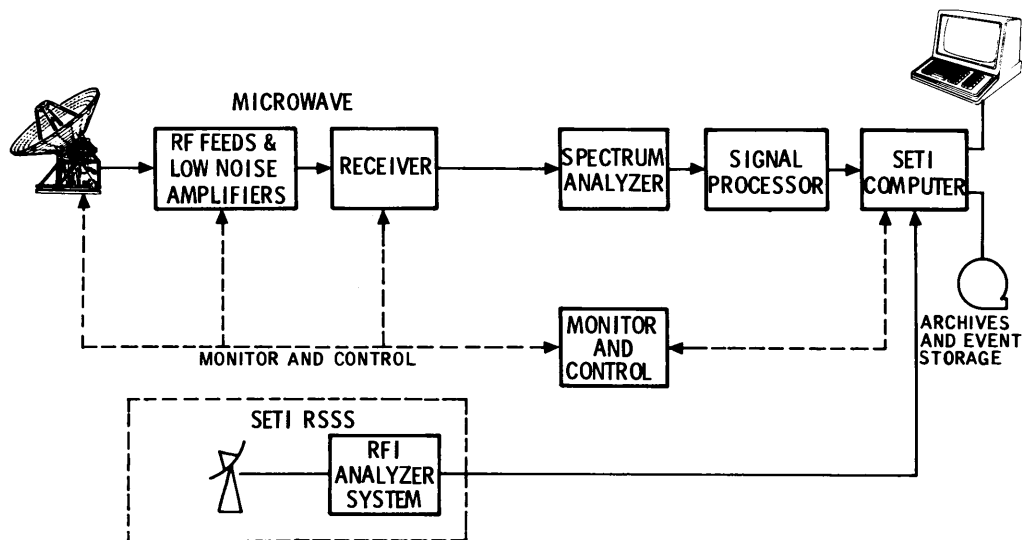 MICROWAVE
RF FEEDS &
LOW NOISE
AMPLIFIERS
RECEIVER
SPECTRUM
ANALYZER
SIGNAL
PROCESSOR
SETI
COMPUTER
MONITOR AND CONTROL
MONITOR
AND
CONTROL
ARCHIVES
AND EVENT
STORAGE
SETI RSSS
RFI
ANALYZER
SYSTEM